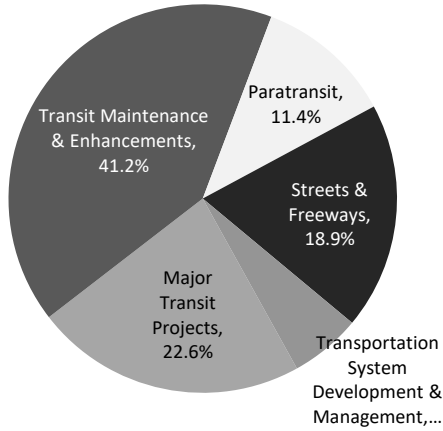 Transit Maintenance
& Enhancements,
41.2%
Paratransit,
11.4%
Streets &
Freeways,
18.9%
Major
Transit
Projects,
22.6%
Transportation
System
Development &
Management,...